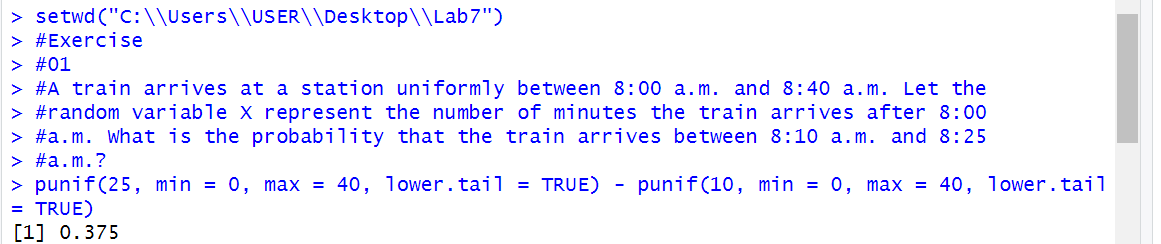 > setwd("C:\\Users\\USER\\Desktop\\Lab7")
> #Exercise
> #01
> #A train arrives at a station uniformly between 8:00 a.m. and 8:40 a.m. Let the
> #random variable X represent the number of minutes the train arrives after 8:00
> #a.m. What is the probability that the train arrives between 8:10 a.m. and 8:25
> #a.m.?
> punif(25, min = 0, max = 40, lower.tail = TRUE) - punif(10, min = 0, max = 40, lower.tail
= TRUE)
[1] 0.375